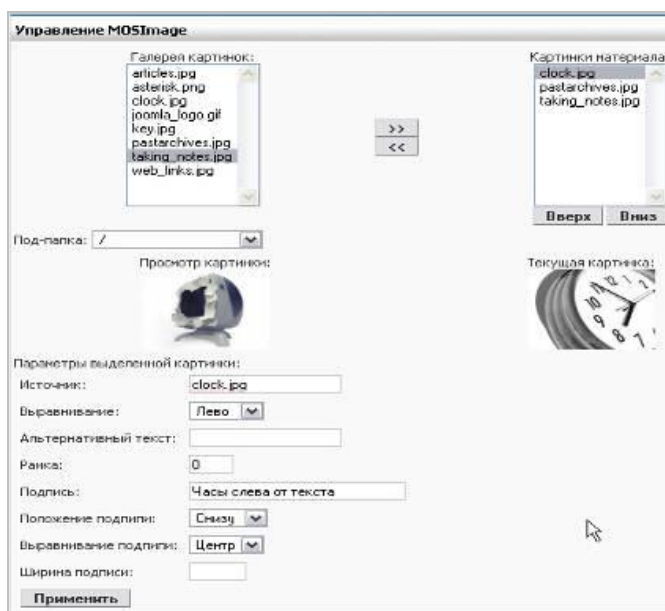 Управление MOSImage
Галерея картинок:
Картинки материала
articles.jpg
asterisk.png
clock.jpg
joomla_logo.gif
key.jpg
pastarchives.jpg
taking_notes.jpg
web_links.jpg
>>
<<
clock.jpg
pastarchives.jpg
taking_notes.jpg
Вверх Вниз
Под-папка: /
Просмотр картинки:
Текущая картинка:
Параметры выделенной картинки:
Источник: clock.jpg
Выравнивание: Лево
Альтернативный текст:
Рамка: 0
Подпись: Часы слева от текста
Положение подпипи: Снизу
Выравнивание подпипи: Центр
Ширина подписи:
Применить